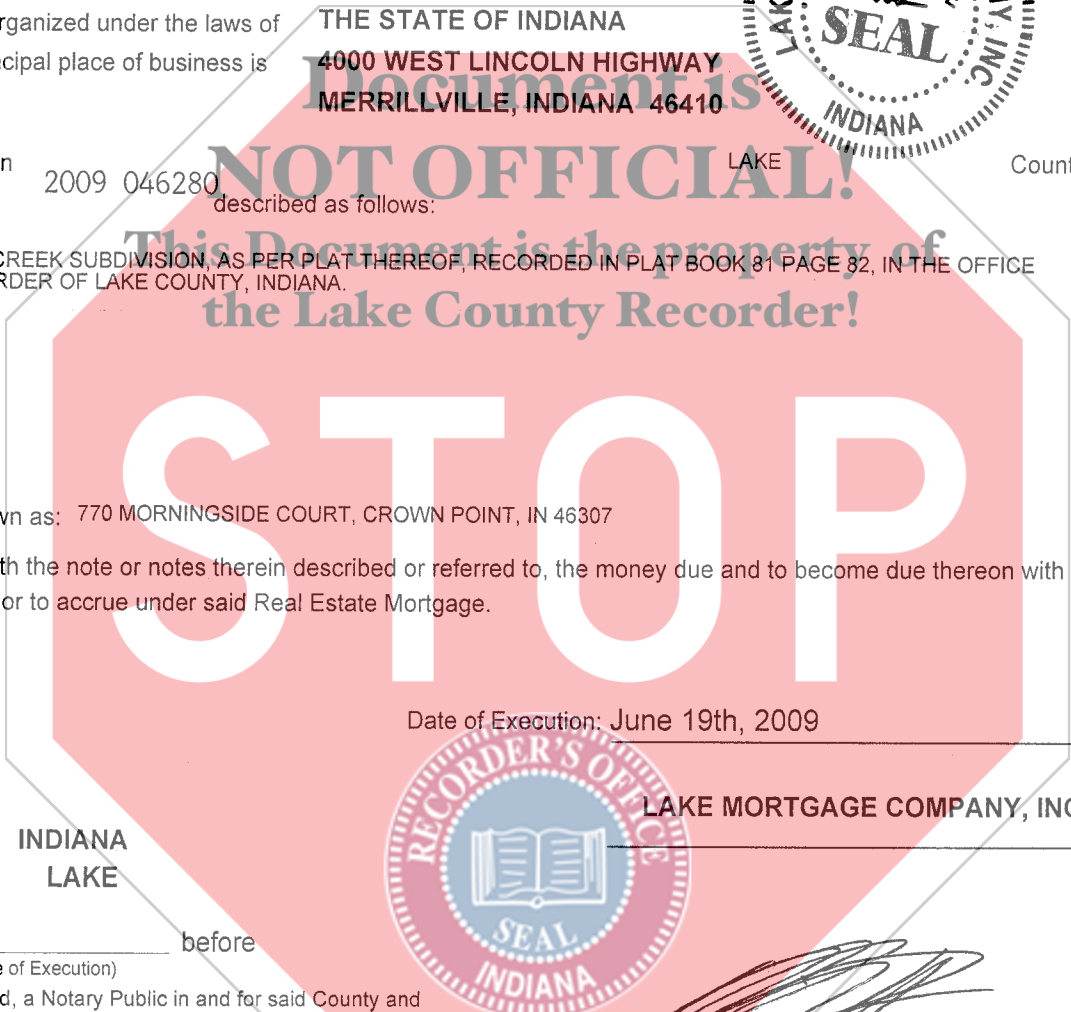 rganized under the laws of THE STATE OF INDIANA
cipal place of business is 4000 WEST LINCOLN HIGHWAY
MERRILLVILLE, INDIANA 46410
LAK Y, INC.
SEAL
INDIANA
Document is
NOT OFFICIAL!
This Document is the property of
the Lake County Recorder!
n 2009 046280 LAKE Count
described as follows:
CREEK SUBDIVISION, AS PER PLAT THEREOF, RECORDED IN PLAT BOOK 81 PAGE 82, IN THE OFFICE
RDER OF LAKE COUNTY, INDIANA.
STOP
wn as: 770 MORNINGSIDE COURT, CROWN POINT, IN 46307
th the note or notes therein described or referred to, the money due and to become due thereon with
or to accrue under said Real Estate Mortgage.
Date of Execution: June 19th, 2009
LAKE MORTGAGE COMPANY, INC
RECORDER'S OFFICE
SEAL
INDIANA
INDIANA
LAKE
before
e of Execution)
d, a Notary Public in and for said County and